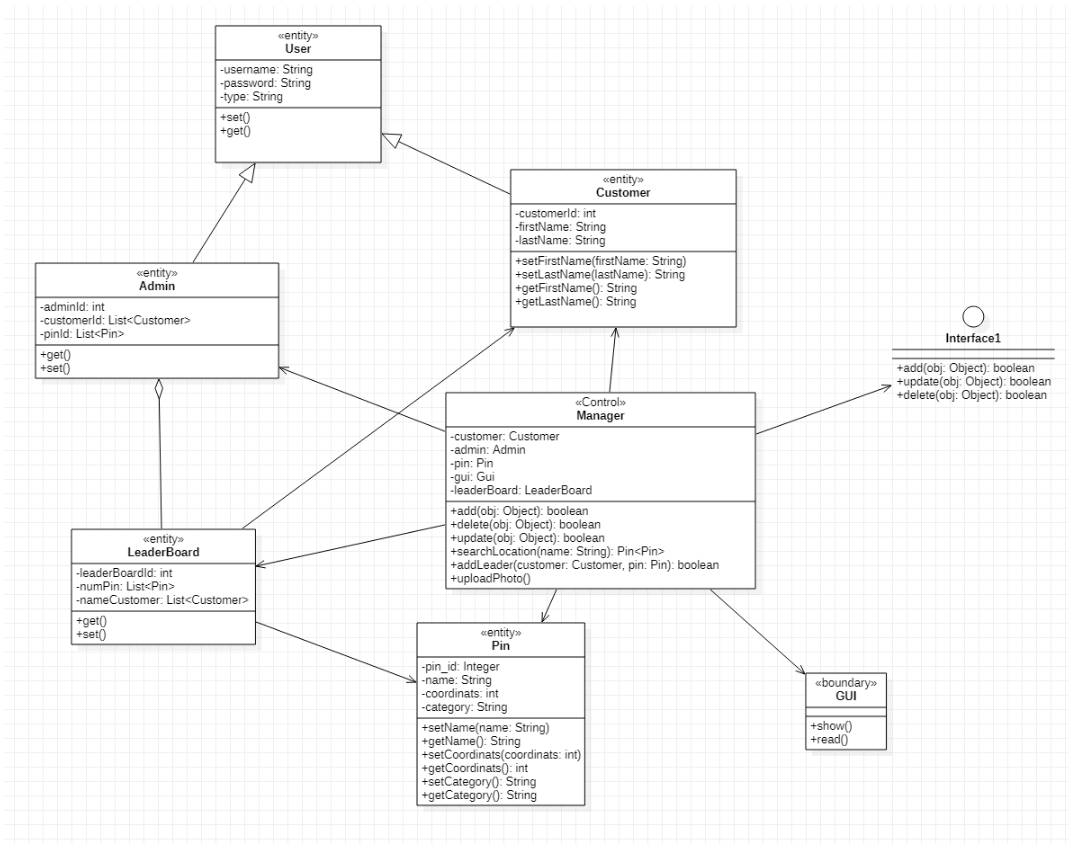 «entity»
User
-username: String
-password: String
-type: String
+set()
+get()
«entity»
Customer
-customerId: int
-firstName: String
-lastName: String
+setFirstName(firstName: String)
+setLastName(lastName): String
+getFirstName(): String
+getLastName(): String
«entity»
Admin
-adminId: int
-customerId: List<Customer>
-pinId: List<Pin>
+get()
+set()
Interface1
+add(obj: Object): boolean
+update(obj: Object): boolean
+delete(obj: Object): boolean
«Control»
Manager
-customer: Customer
-admin: Admin
-pin: Pin
-gui: Gui
-leaderBoard: LeaderBoard
+add(obj: Object): boolean
+delete(obj: Object): boolean
+update(obj: Object): boolean
+searchLocation(name: String): Pin<Pin>
+addLeader(customer: Customer, pin: Pin): boolean
+uploadPhoto()
«entity»
LeaderBoard
-leaderBoardId: int
-numPin: List<Pin>
-nameCustomer: List<Customer>
+get()
+set()
«entity»
Pin
-pin_id: Integer
-name: String
-coordinats: int
-category: String
+setName(name: String)
+getName(): String
+setCoordinats(coordinats: int)
+getCoordinats(): int
+setCategory(): String
+getCategory(): String
«boundary»
GUI
+show()
+read()